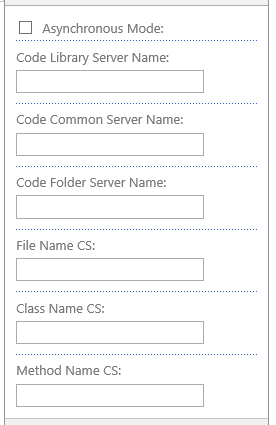 Asynchronous Mode:
Code Library Server Name:
Code Common Server Name:
Code Folder Server Name:
File Name CS:
Class Name CS:
Method Name CS: